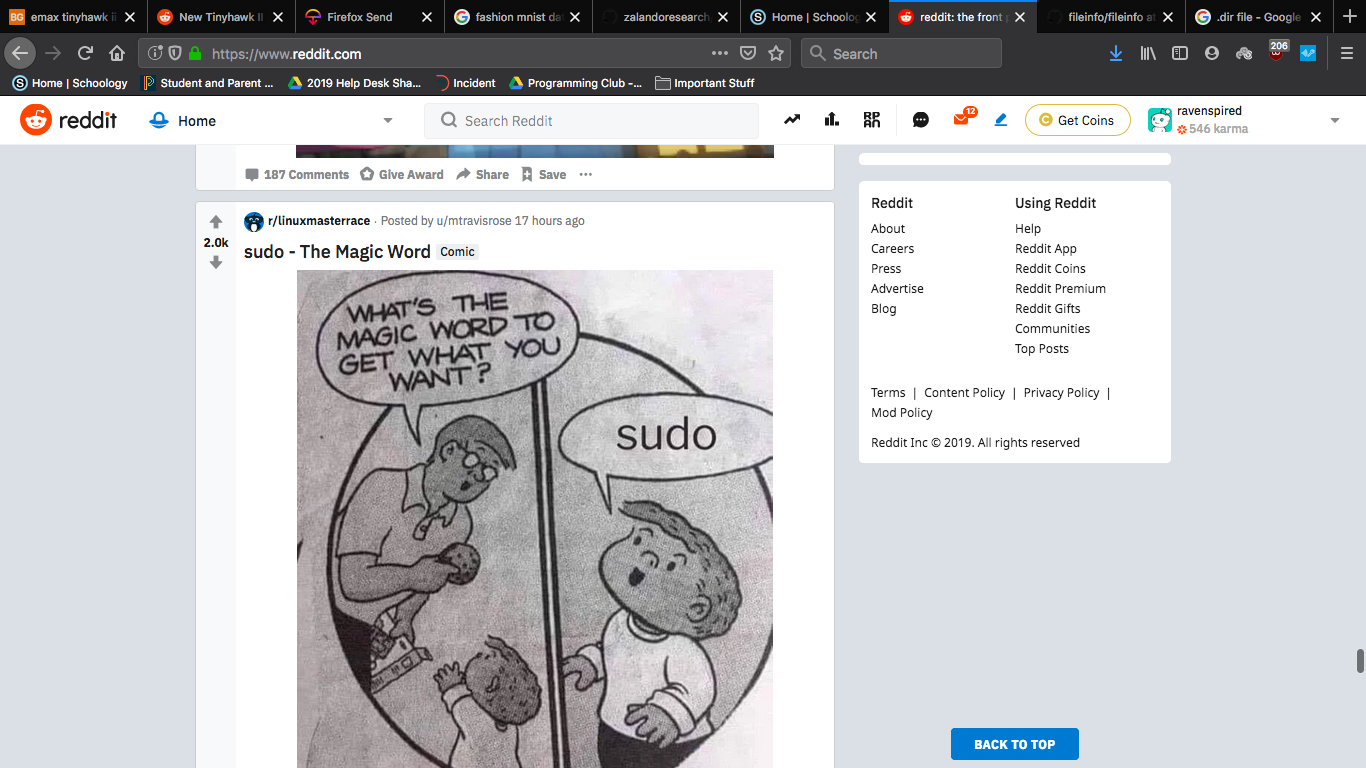 emax tinyhawk ii
New Tinyhawk II
Firefox Send
fashion mnist da
zalandoresearch/
Home | Schoolog
reddit: the front p
fileinfo/fileinfo at
.dir file - Google
https://www.reddit.com
Search
206
Home | Schoology
Student and Parent ...
2019 Help Desk Sha...
Incident
Programming Club -...
Important Stuff
reddit
Home
Search Reddit
12
Get Coins
ravenspired
546 karma
187 Comments
Give Award
Share
Save
2.0k
r/linuxmasterrace · Posted by u/mtravisrose 17 hours ago
sudo - The Magic Word
Comic
WHAT'S THE
MAGIC WORD TO
GET WHAT YOU
WANT?
sudo
Reddit
About
Careers
Press
Advertise
Blog
Using Reddit
Help
Reddit App
Reddit Coins
Reddit Premium
Reddit Gifts
Communities
Top Posts
Terms | Content Policy | Privacy Policy |
Mod Policy
Reddit Inc © 2019. All rights reserved
BACK TO TOP